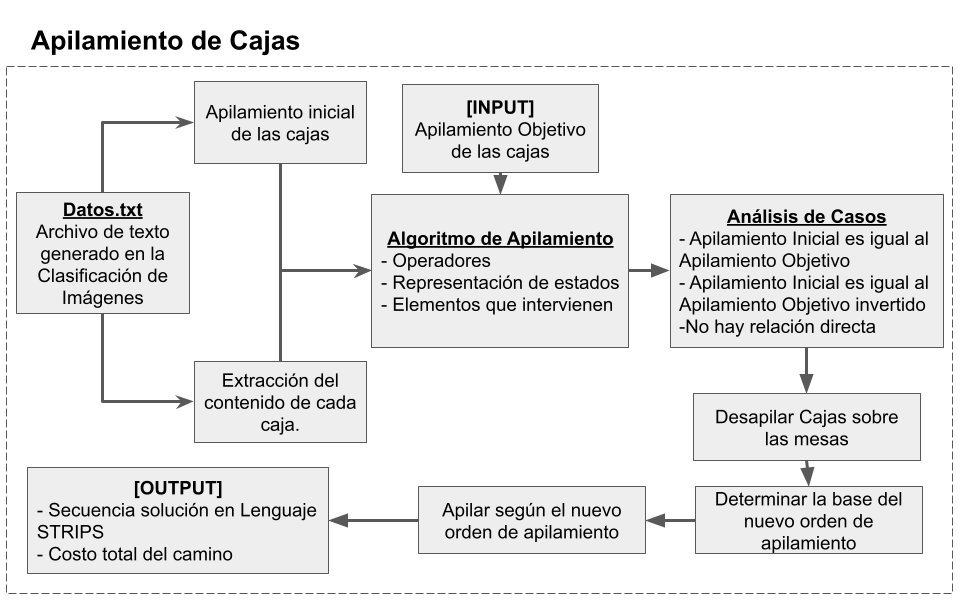 Apilamiento de Cajas
Apilamiento inicial
de las cajas
[INPUT]
Apilamiento Objetivo
de las cajas
Datos.txt
Archivo de texto
generado en la
Clasificación de
Imágenes
Algoritmo de Apilamiento
- Operadores
- Representación de estados
- Elementos que intervienen
Análisis de Casos
- Apilamiento Inicial es igual al
Apilamiento Objetivo
- Apilamiento Inicial es igual al
Apilamiento Objetivo invertido
-No hay relación directa
Extracción del
contenido de cada
caja.
Desapilar Cajas sobre
las mesas
Determinar la base del
nuevo orden de
apilamiento
Apilar según el nuevo
orden de apilamiento
[OUTPUT]
- Secuencia solución en Lenguaje
STRIPS
- Costo total del camino